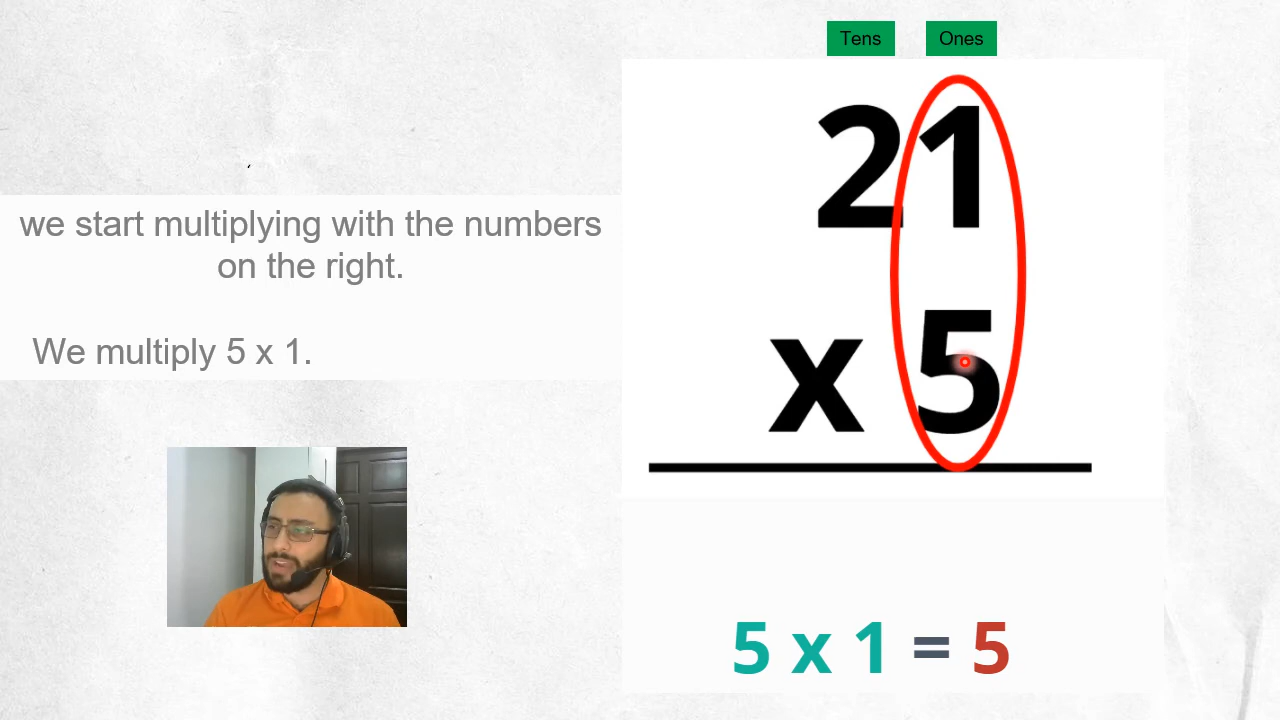 Tens Ones
we start multiplying with the numbers
on the right.
We multiply 5 x 1.
21
x 5
5 x 1 = 5